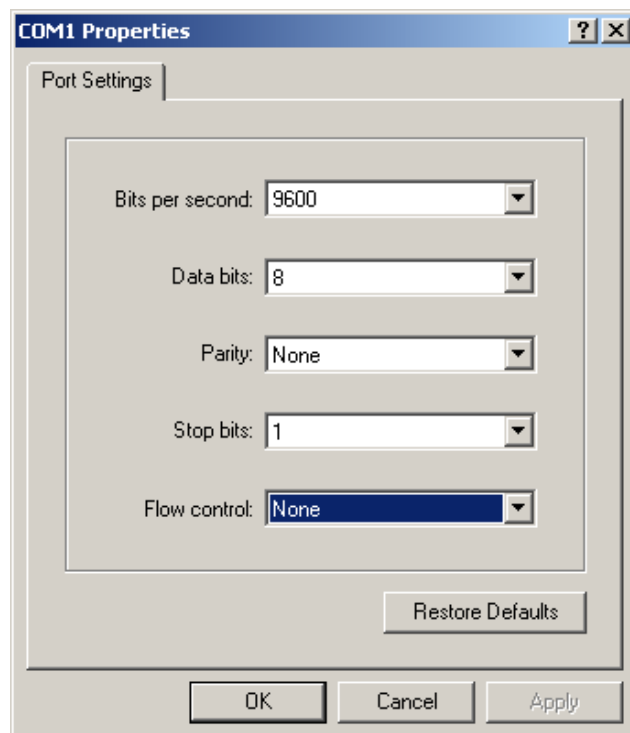 COM1 Properties
Port Settings
Bits per second: 9600
Data bits: 8
Parity: None
Stop bits: 1
Flow control: None
Restore Defaults
OK Cancel Apply